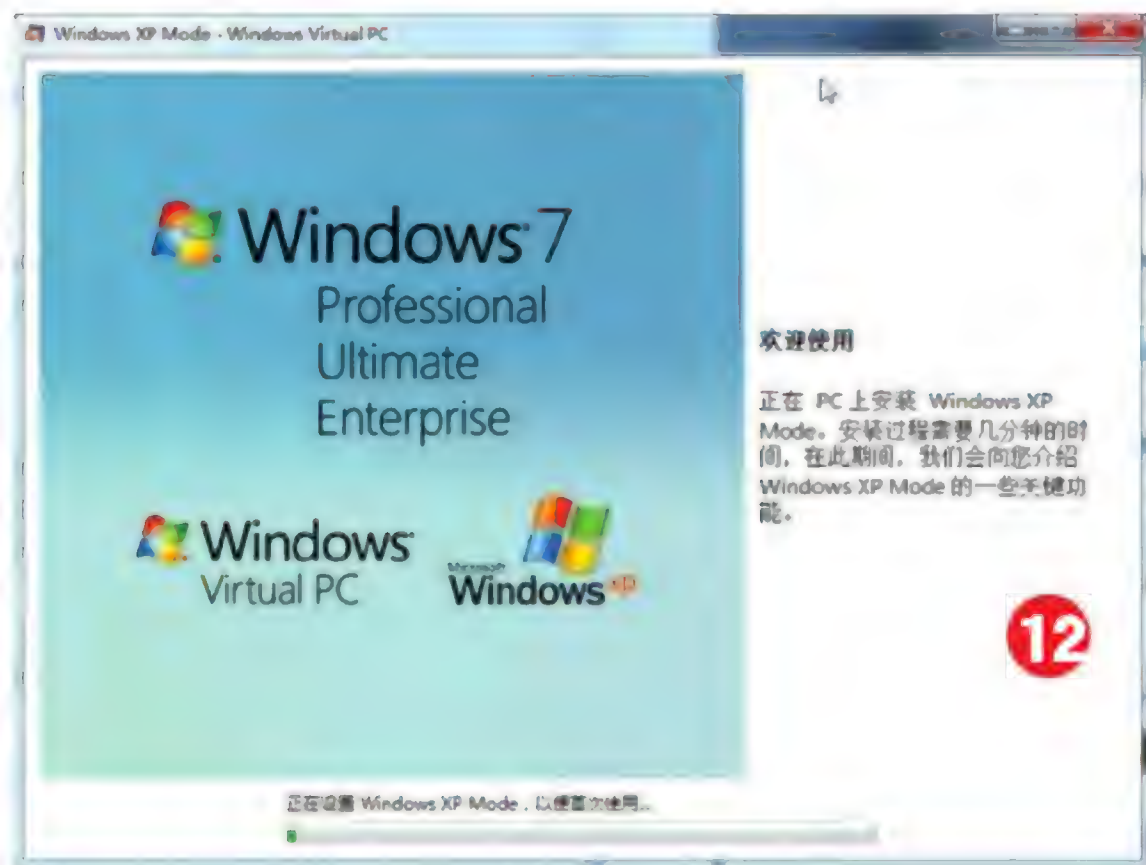 Windows XP Mode - Windows Virtual PC
Windows 7
Professional
Ultimate
Enterprise
Windows
Virtual PC
Microsoft
Windows xp
欢迎使用
正在 PC 上安装 Windows XP
Mode。安装过程需要几分钟的时
间，在此期间，我们会向您介绍
Windows XP Mode 的一些关键功
能。
12
正在设置 Windows XP Mode，以便首次使用...